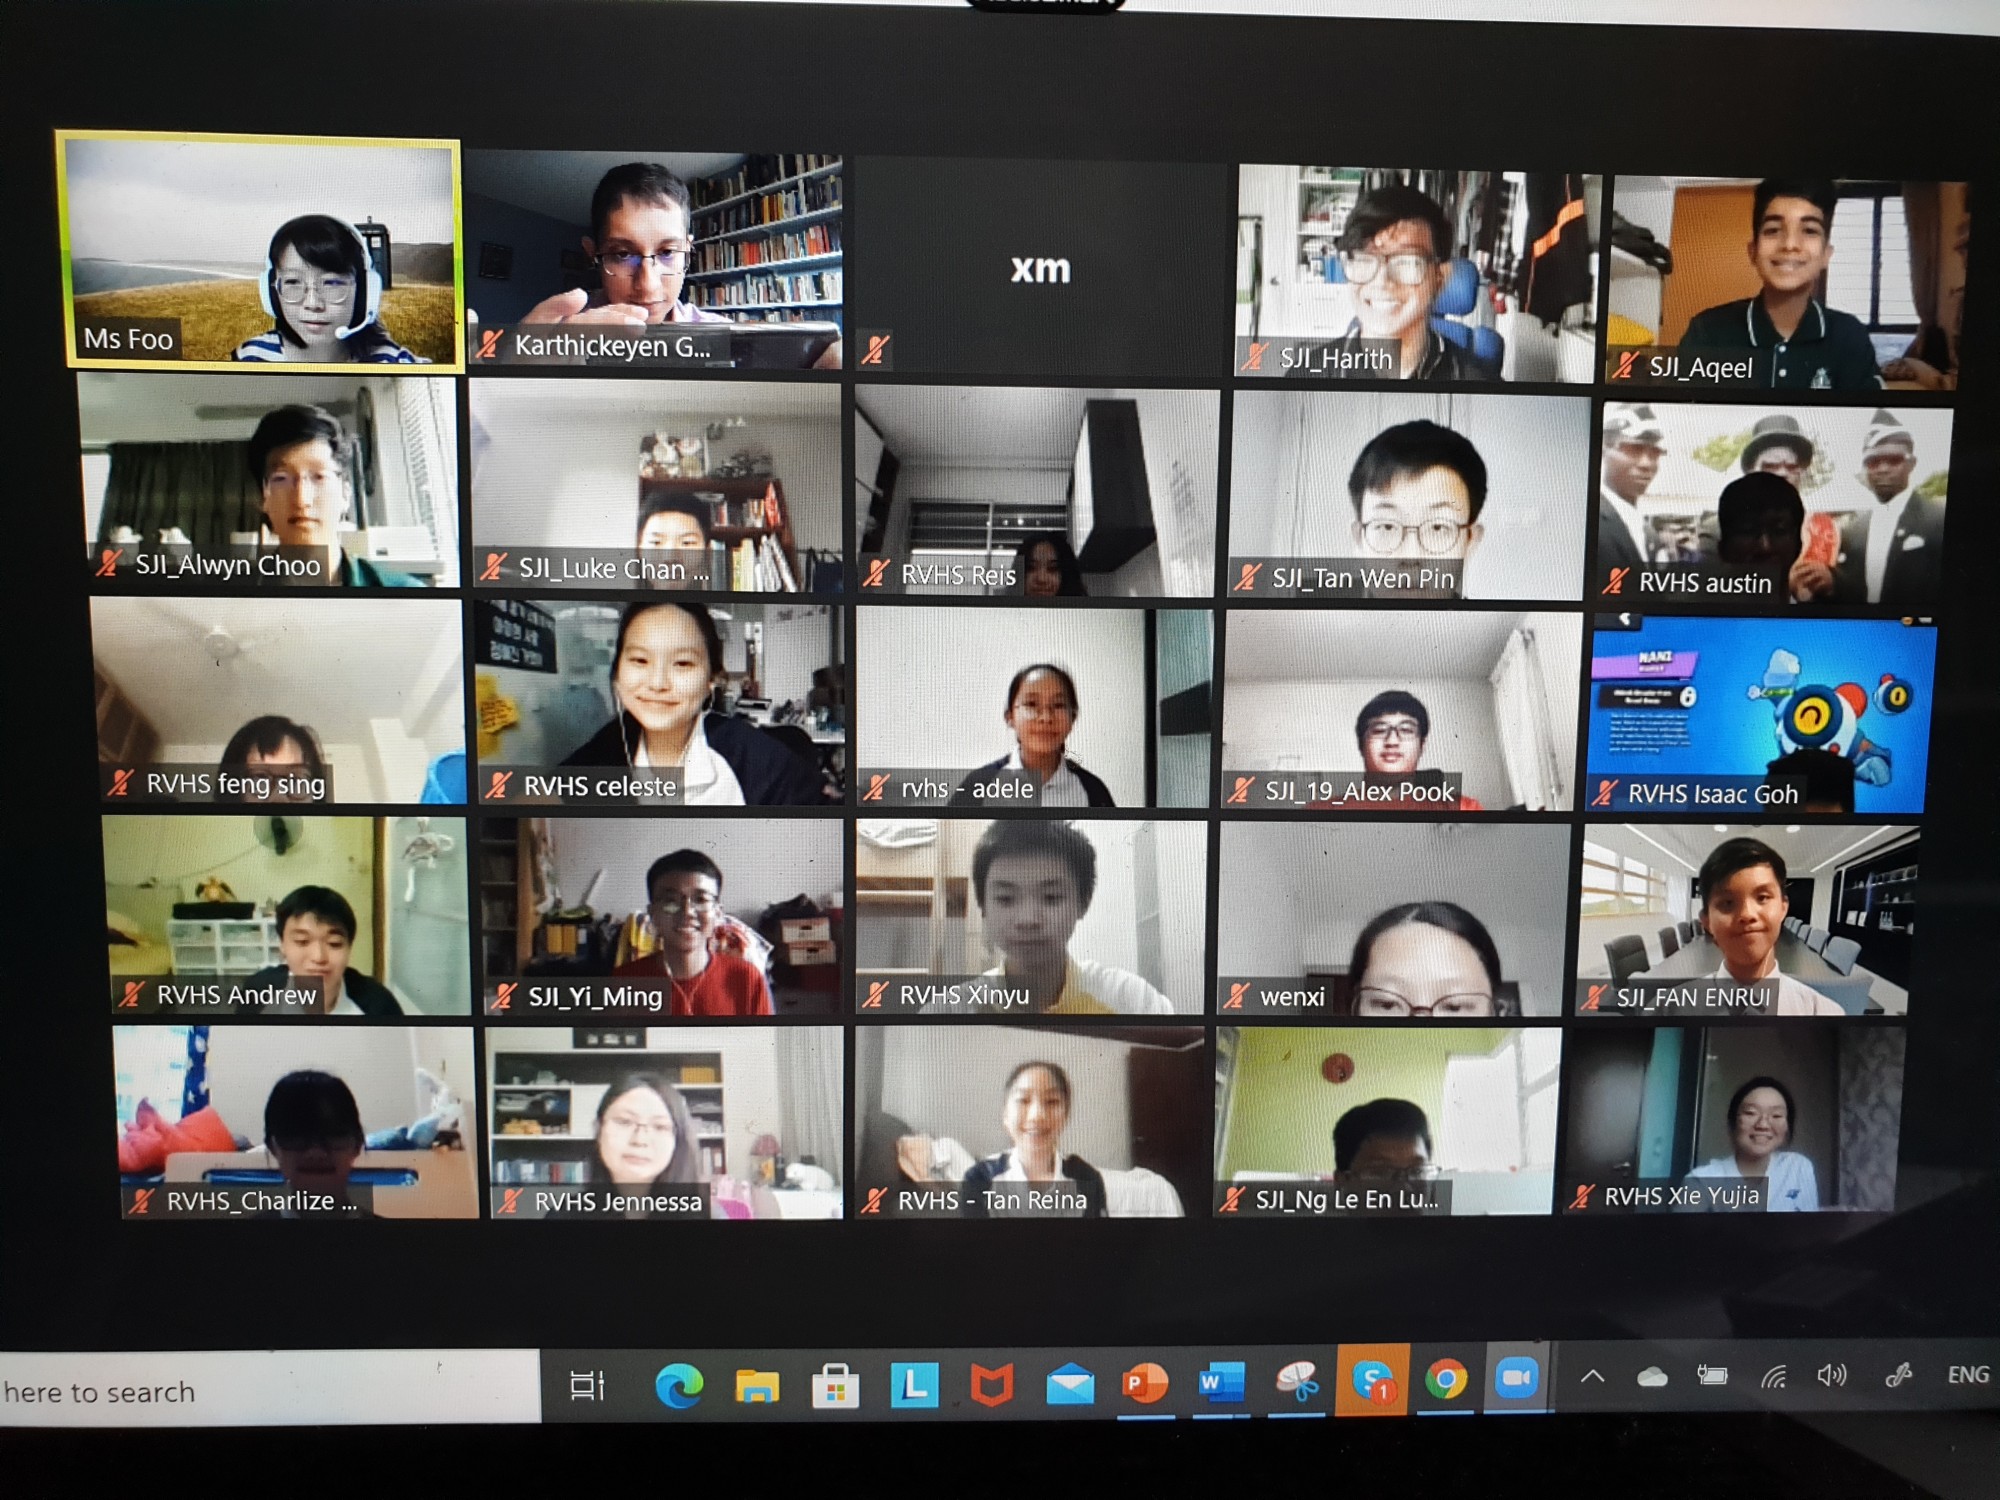 Ms Foo
Karthickeyen G...
xm
SJI_Harith
SJI_Aqeel
SJI_Alwyn Choo
SJI_Luke Chan ...
RVHS Reis
SJI_Tan Wen Pin
RVHS austin
RVHS feng sing
RVHS celeste
rvhs - adele
SJI_19_Alex Pook
NANI
6
RVHS Isaac Goh
RVHS Andrew
SJI_Yi_Ming
RVHS Xinyu
wenxi
SJI_FAN ENRUI
RVHS_Charlize ...
RVHS Jennessa
RVHS - Tan Reina
SJI_Ng Le En Lu...
RVHS Xie Yujia
here to search
L
P
W
S
1
ENG